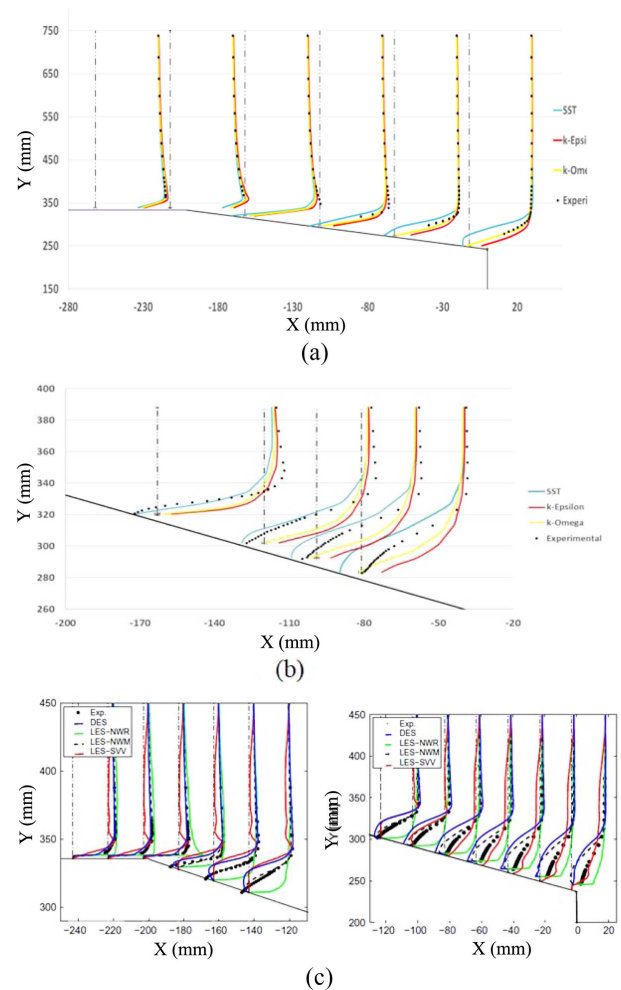 750
650
550
450
350
250
150
Y (mm)
-280 -230 -180 -130 -80 -30 20
X (mm)
SST
k-Epsi
k-Ome
Experi
(a)
400
380
360
340
320
300
280
260
Y (mm)
-200 -170 -140 -110 -80 -50 -20
X (mm)
SST
k-Epsilon
k-Omega
Experimental
(b)
450
400
350
300
Y (mm)
Exp.
DES
LES-NWR
LES-NWM
LES-SVV
-240 -220 -200 -180 -160 -140 -120
X (mm)
450
400
350
300
250
200
Y (mm)
Exp.
DES
LES-NWR
LES-NWM
LES-SVV
-120 -100 -80 -60 -40 -20 0 20
X (mm)
(c)